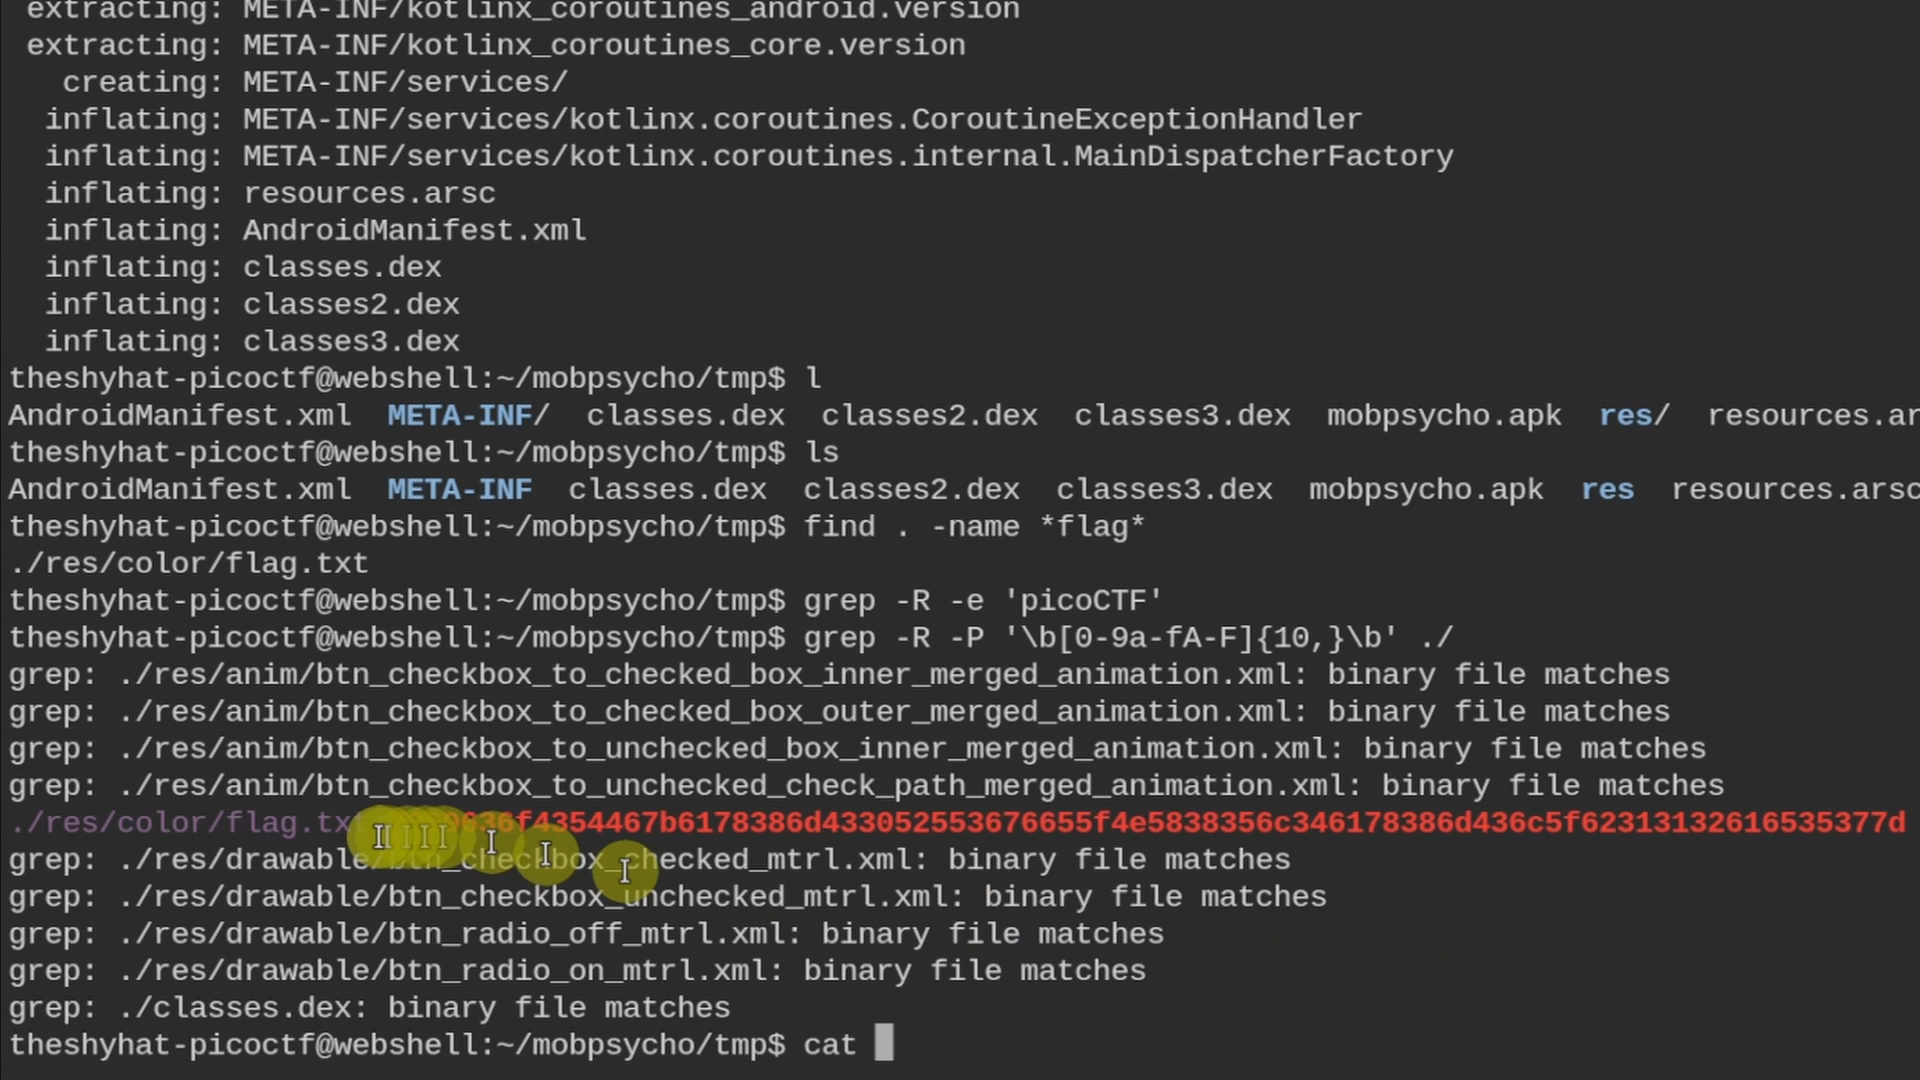 extracting: META-INF/kotlinx_coroutines_android.version
extracting: META-INF/kotlinx_coroutines_core.version
creating: META-INF/services/
inflating: META-INF/services/kotlinx.coroutines.CoroutineExceptionHandler
inflating: META-INF/services/kotlinx.coroutines.internal.MainDispatcherFactory
inflating: resources.arsc
inflating: AndroidManifest.xml
inflating: classes.dex
inflating: classes2.dex
inflating: classes3.dex
theshyhat-picoctf@webshell:~/mobpsycho/tmp$ l
AndroidManifest.xml META-INF/ classes.dex classes2.dex classes3.dex mobpsycho.apk res/ resources.ar
theshyhat-picoctf@webshell:~/mobpsycho/tmp$ ls
AndroidManifest.xml META-INF classes.dex classes2.dex classes3.dex mobpsycho.apk res resources.arsc
theshyhat-picoctf@webshell:~/mobpsycho/tmp$ find . -name *flag*
./res/color/flag.txt
theshyhat-picoctf@webshell:~/mobpsycho/tmp$ grep -R -e 'picoCTF'
theshyhat-picoctf@webshell:~/mobpsycho/tmp$ grep -R -P '\b[0-9a-fA-F]{10,}\b' ./
grep: ./res/anim/btn_checkbox_to_checked_box_inner_merged_animation.xml: binary file matches
grep: ./res/anim/btn_checkbox_to_checked_box_outer_merged_animation.xml: binary file matches
grep: ./res/anim/btn_checkbox_to_unchecked_box_inner_merged_animation.xml: binary file matches
grep: ./res/anim/btn_checkbox_to_unchecked_check_path_merged_animation.xml: binary file matches
./res/color/flag.txt
grep: ./res/drawable/btn_checkbox_checked_mtrl.xml: binary file matches
grep: ./res/drawable/btn_checkbox_unchecked_mtrl.xml: binary file matches
grep: ./res/drawable/btn_radio_off_mtrl.xml: binary file matches
grep: ./res/drawable/btn_radio_on_mtrl.xml: binary file matches
grep: ./classes.dex: binary file matches
theshyhat-picoctf@webshell:~/mobpsycho/tmp$ cat